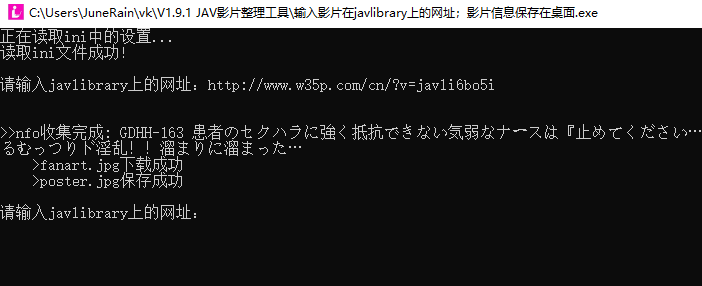 C:\Users\JuneRain\vk\V1.9.1 JAV影片整理工具\输入影片在javlibrary上的网址；影片信息保存在桌面.exe
正在读取ini中的设置...
读取ini文件成功!
请输入javlibrary上的网址：http://www.w35p.com/cn/?v=javli6bo5i
>>nfo收集完成: GDHH-163 患者のセクハラに強く抵抗できない気弱なナースは『止めてください…
るむっつりド淫乱！！溜まりに溜まった…
>fanart.jpg下载成功
>poster.jpg保存成功
请输入javlibrary上的网址：